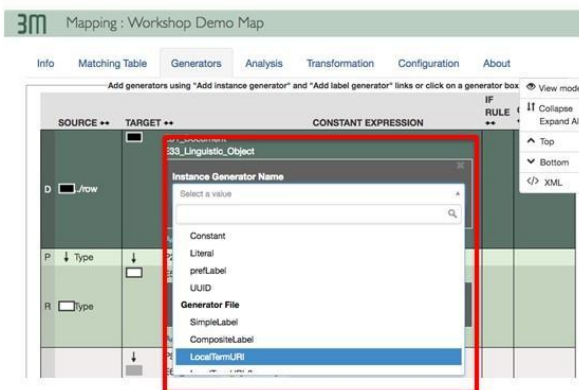 3M Mapping : Workshop Demo Map
Info Matching Table Generators Analysis Transformation Configuration About
Add generators using "Add instance generator" and "Add label generator" links or click on a generator box
View mode
Collapse
Expand Al
Top
Bottom
XML
SOURCE TARGET CONSTANT EXPRESSION IF RULE
E33_Linguistic_Object
Instance Generator Name
Select a value
D ./row
Constant
Literal
prefLabel
UUID
Generator File
SimpleLabel
CompositeLabel
LocalTermURI
P Type
R Type